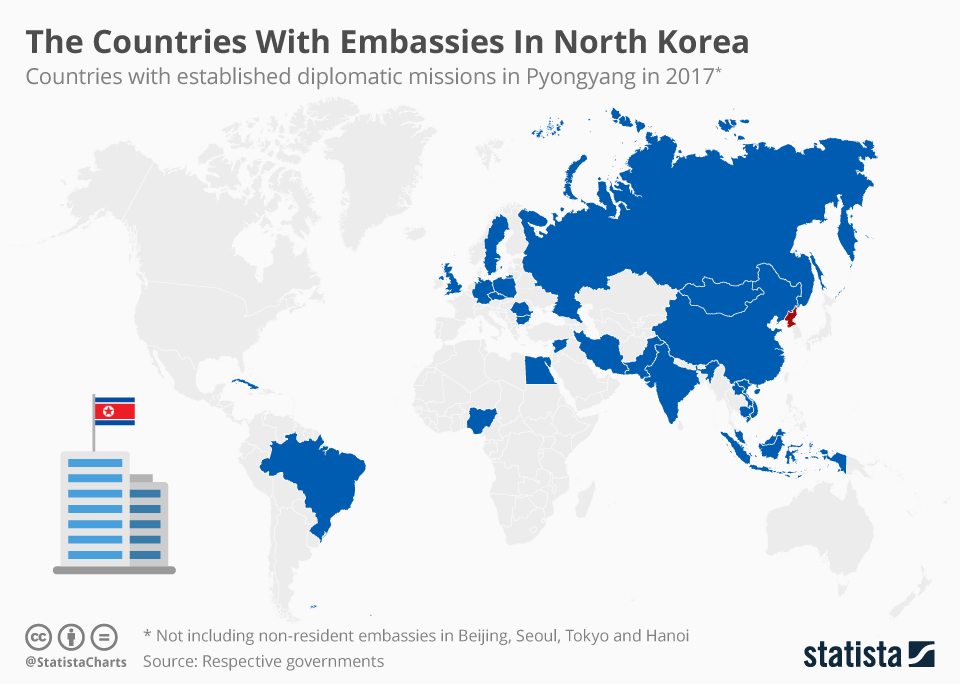 The Countries With Embassies In North Korea
Countries with established diplomatic missions in Pyongyang in 2017*
* Not including non-resident embassies in Beijing, Seoul, Tokyo and Hanoi
cc
@StatistaCharts
Source: Respective governments
statista